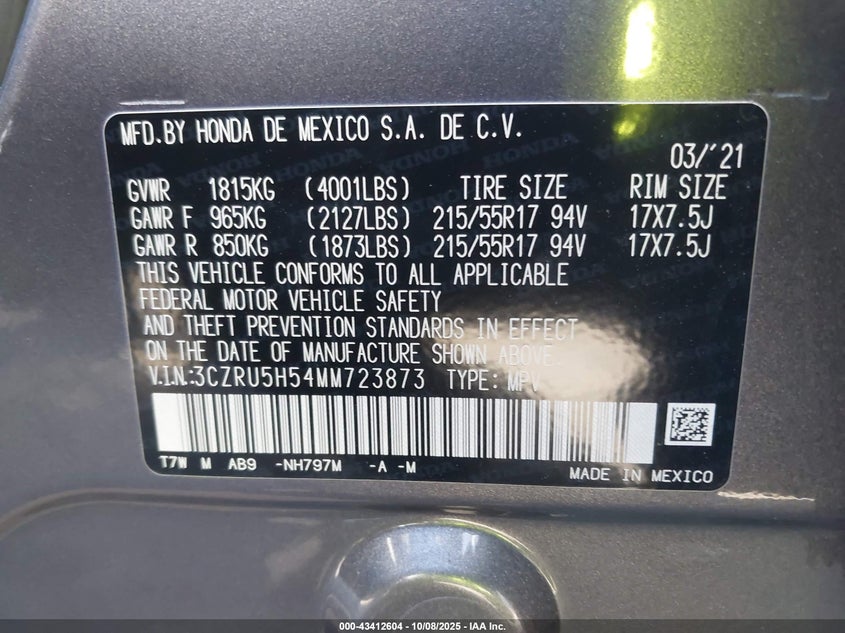 MFD.BY HONDA DE MEXICO S.A. DE C.V.
03/'21
GVWR 1815KG (4001LBS) TIRE SIZE RIM SIZE
GAWR F 965KG (2127LBS) 215/55R17 94V 17X7.5J
GAWR R 850KG (1873LBS) 215/55R17 94V 17X7.5J
THIS VEHICLE CONFORMS TO ALL APPLICABLE
FEDERAL MOTOR VEHICLE SAFETY
AND THEFT PREVENTION STANDARDS IN EFFECT
ON THE DATE OF MANUFACTURE SHOWN ABOVE.
V.I.N.:3CZRU5H54MM723873 TYPE: MPV
T7W M AB9 -NH797M -A -M
MADE IN MEXICO
000-43412604 - 10/08/2025 - IAA Inc.